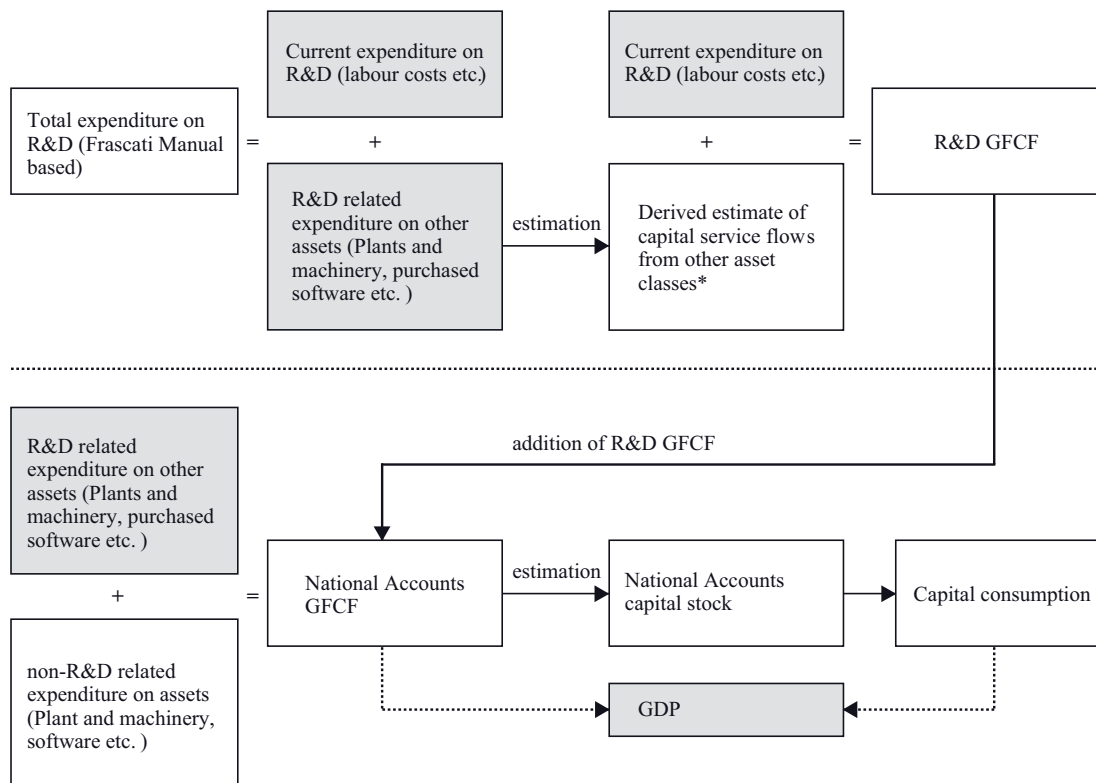 Current expenditure on
R&D (labour costs etc.)
Current expenditure on
R&D (labour costs etc.)
Total expenditure on
R&D (Frascati Manual
based)
=
+
+
=
R&D GFCF
R&D related
expenditure on other
assets (Plants and
machinery, purchased
software etc. )
estimation
Derived estimate of
capital service flows
from other asset
classes*
R&D related
expenditure on other
assets (Plants and
machinery, purchased
software etc. )
addition of R&D GFCF
+
=
National Accounts
GFCF
estimation
National Accounts
capital stock
Capital consumption
non-R&D related
expenditure on assets
(Plant and machinery,
software etc. )
GDP